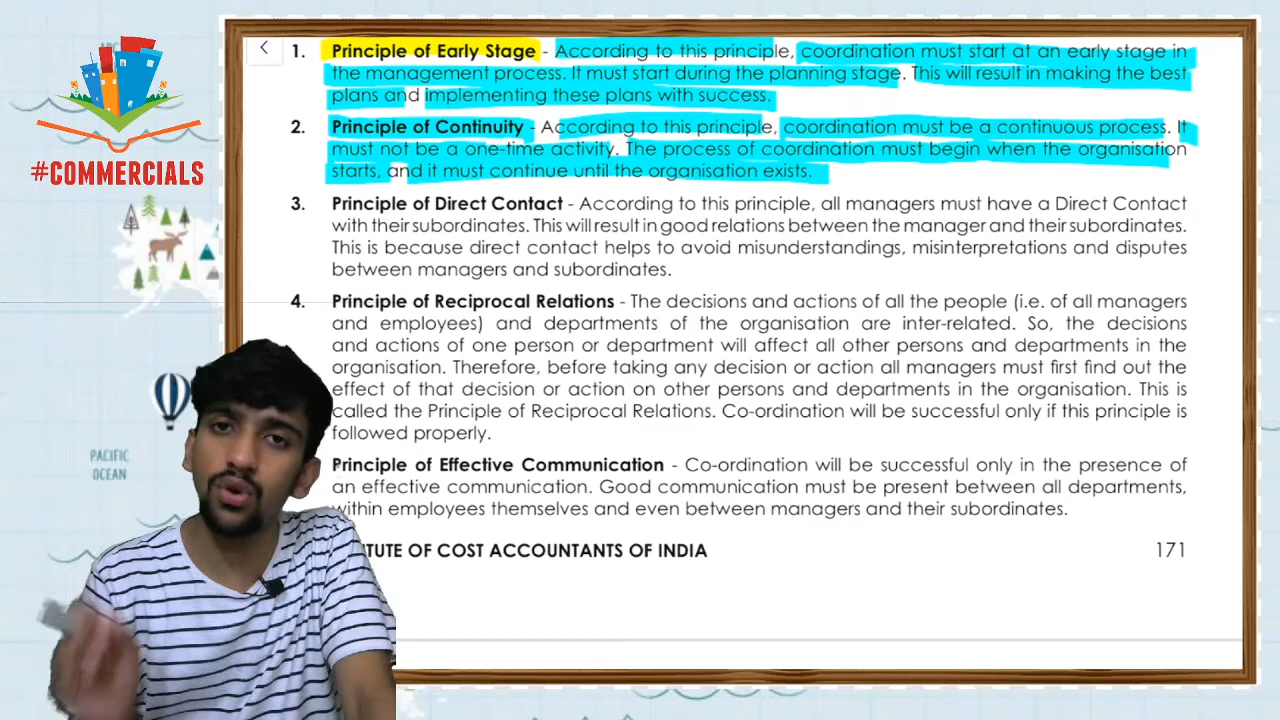 #COMMERCIALS
PACIFIC
OCEAN
1. Principle of Early Stage - According to this principle, coordination must start at an early stage in
the management process. It must start during the planning stage. This will result in making the best
plans and implementing these plans with success.
2. Principle of Continuity - According to this principle, coordination must be a continuous process. It
must not be a one-time activity. The process of coordination must begin when the organisation
starts, and it must continue until the organisation exists.
3. Principle of Direct Contact - According to this principle, all managers must have a Direct Contact
with their subordinates. This will result in good relations between the manager and their subordinates.
This is because direct contact helps to avoid misunderstandings, misinterpretations and disputes
between managers and subordinates.
4. Principle of Reciprocal Relations - The decisions and actions of all the people (i.e. of all managers
and employees) and departments of the organisation are inter-related. So, the decisions
and actions of one person or department will affect all other persons and departments in the
organisation. Therefore, before taking any decision or action all managers must first find out the
effect of that decision or action on other persons and departments in the organisation. This is
called the Principle of Reciprocal Relations. Co-ordination will be successful only if this principle is
followed properly.
Principle of Effective Communication - Co-ordination will be successful only in the presence of
an effective communication. Good communication must be present between all departments,
within employees themselves and even between managers and their subordinates.
OF COST ACCOUNTANTS OF INDIA 171